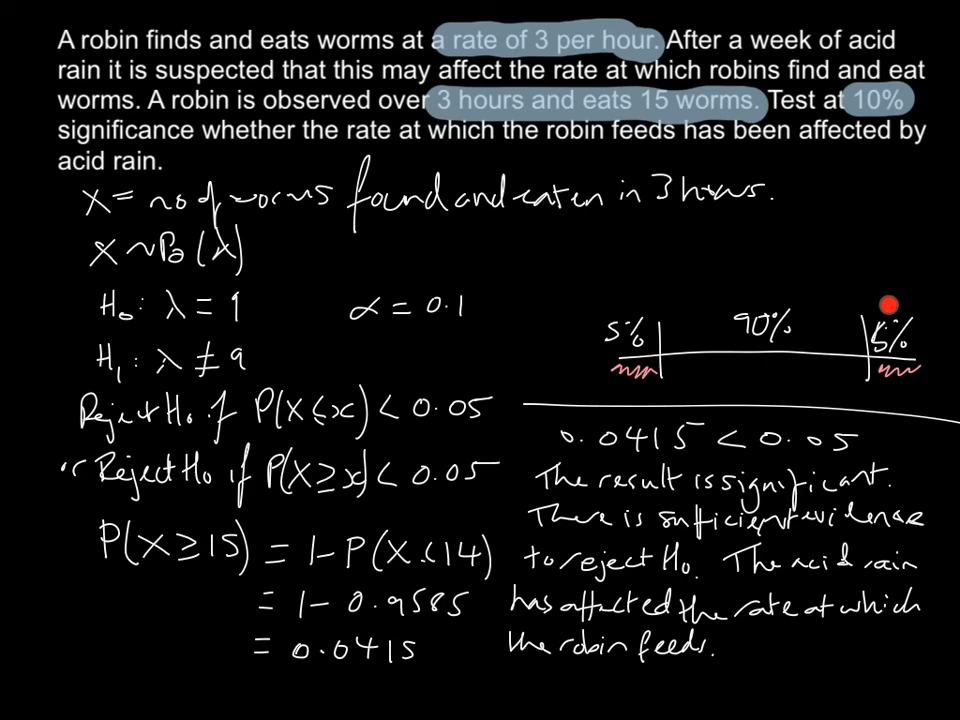 A robin finds and eats worms at a rate of 3 per hour. After a week of acid
rain it is suspected that this may affect the rate at which robins find and eat
worms. A robin is observed over 3 hours and eats 15 worms. Test at 10%
significance whether the rate at which the robin feeds has been affected by
acid rain.
X = no of worms found and eaten in 3 hours.
X ~ Po (λ)
H₀: λ = 9
α = 0.1
H₁: λ ≠ 9
5% 90% 5%
Reject H₀ if P(X ≤ x) < 0.05
or Reject H₀ if P(X ≥ x) < 0.05
P(X ≥ 15) = 1 - P(X ≤ 14)
= 1 - 0.9585
= 0.0415
0.0415 < 0.05
The result is significant.
There is sufficient evidence
to reject H₀. The acid rain
has affected the rate at which
the robin feeds.